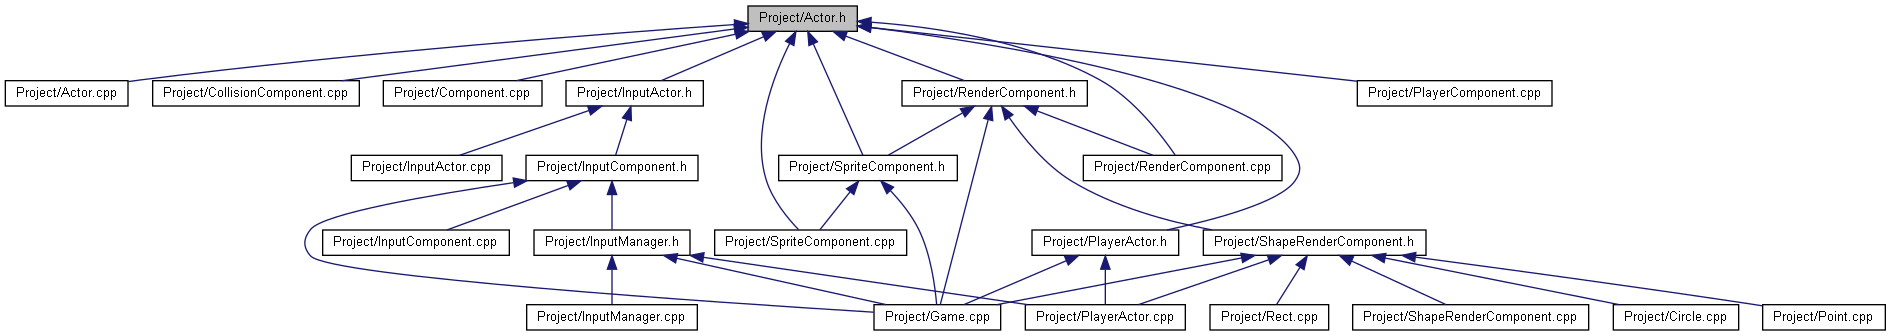 Project/Actor.h
Project/Actor.cpp
Project/CollisionComponent.cpp
Project/Component.cpp
Project/InputActor.h
Project/RenderComponent.h
Project/PlayerComponent.cpp
Project/InputActor.cpp
Project/InputComponent.h
Project/SpriteComponent.h
Project/RenderComponent.cpp
Project/InputComponent.cpp
Project/InputManager.h
Project/SpriteComponent.cpp
Project/PlayerActor.h
Project/ShapeRenderComponent.h
Project/InputManager.cpp
Project/Game.cpp
Project/PlayerActor.cpp
Project/Rect.cpp
Project/ShapeRenderComponent.cpp
Project/Circle.cpp
Project/Point.cpp